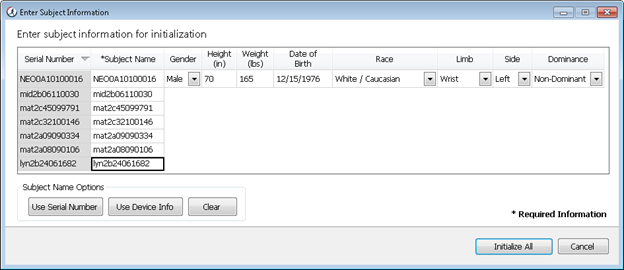 Enter Subject Information
Enter subject information for initialization
Serial Number *Subject Name Gender Height (in) Weight (lbs) Date of Birth Race Limb Side Dominance
NEO0A10100016 NEO0A10100016 Male 70 165 12/15/1976 White / Caucasian Wrist Left Non-Dominant
mid2b06110030 mid2b06110030
mat2c45099791 mat2c45099791
mat2c32100146 mat2c32100146
mat2a09090334 mat2a09090334
mat2a08090106 mat2a08090106
lyn2b24061682 lyn2b24061682
Subject Name Options
Use Serial Number Use Device Info Clear
* Required Information
Initialize All Cancel